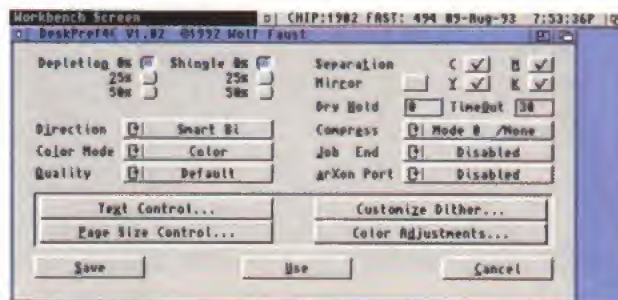 Workbench Screen CHIP:1982 FAST: 494 09-Aug-93 7:53:36P
DeskPref4C V1.02 ©1992 Wolf Faust
Depletion 0% Shingle 0% Separation C M
25% 25% Mirror Y K
50% 50%
Dry Hold 0 TimeOut 30
Direction Smart Bi Compress Mode 0 /None
Color Mode Color Job End Disabled
Quality Default arXon Port Disabled
Text Control... Customize Dither...
Page Size Control... Color Adjustments...
Save Use Cancel